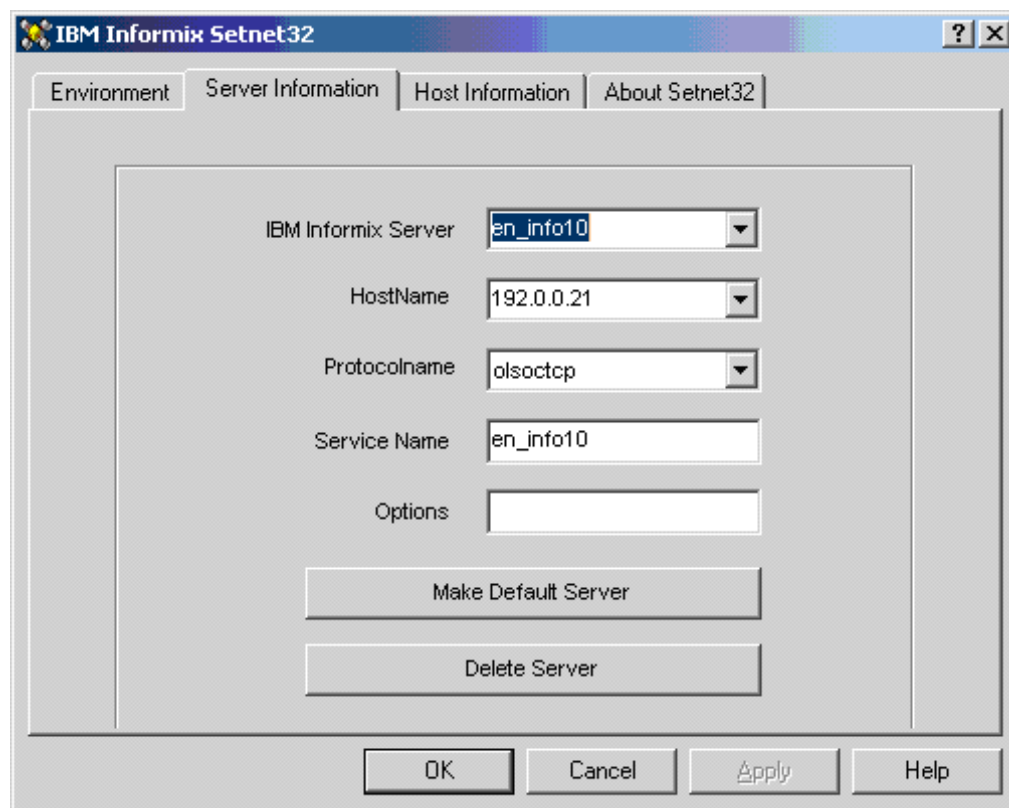 IBM Informix Setnet32
Environment
Server Information
Host Information
About Setnet32
IBM Informix Server en_info10
HostName 192.0.0.21
Protocolname olsoctcp
Service Name en_info10
Options
Make Default Server
Delete Server
OK Cancel Apply Help